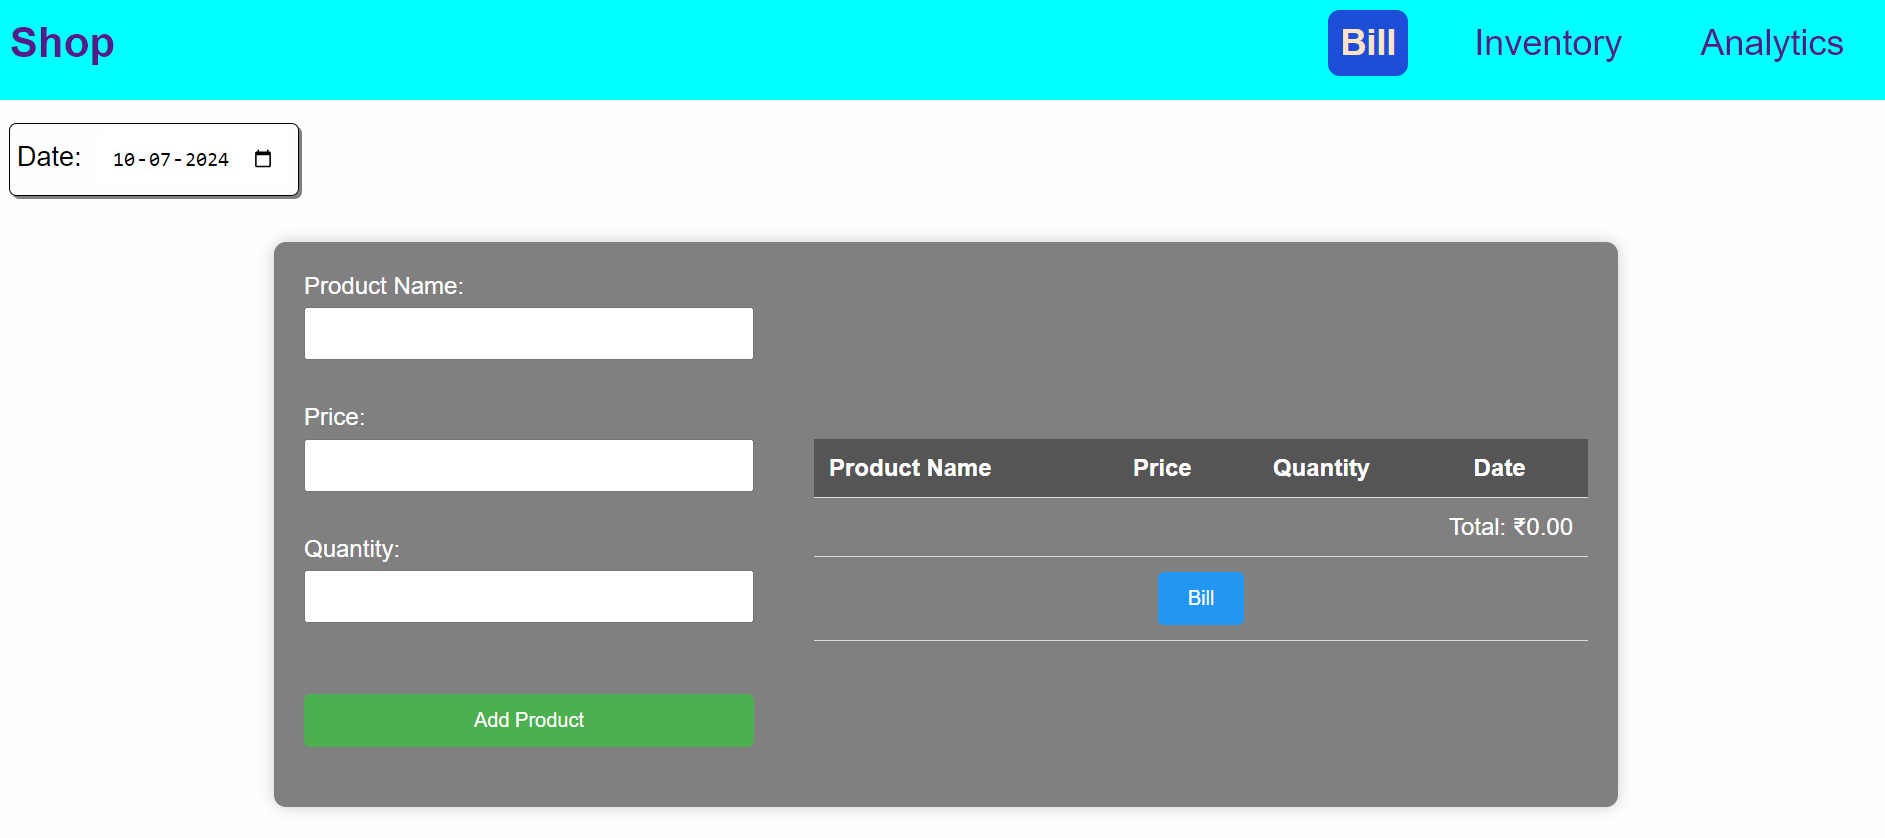 Shop Bill Inventory Analytics
Date: 10-07-2024
Product Name:
Price:
Quantity:
Add Product
Product Name Price Quantity Date
Total: ₹0.00
Bill